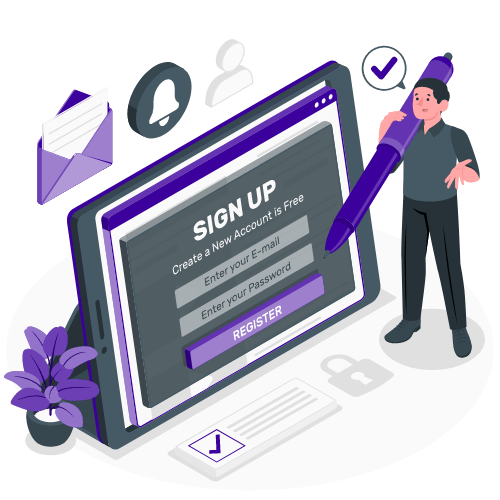 SIGN UP
Create a New Account is Free
Enter your E-mail
Enter your Password
REGISTER